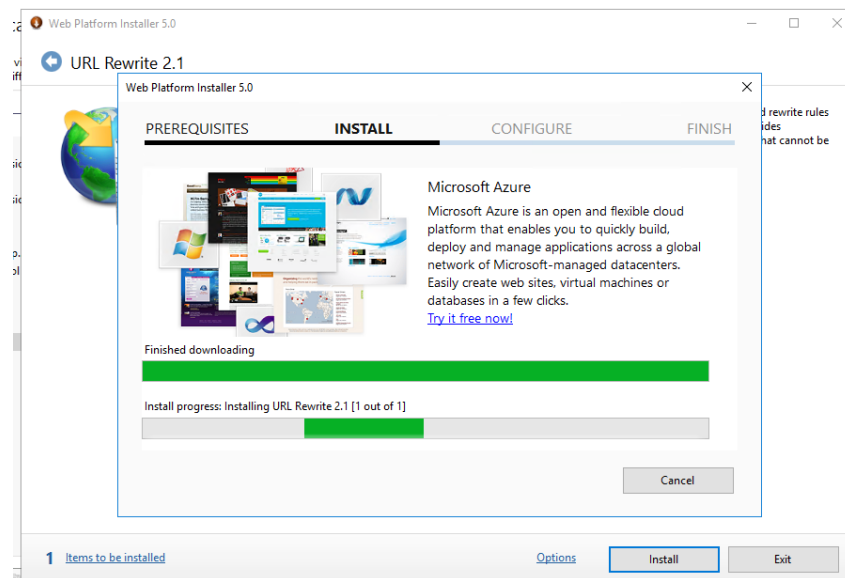 Web Platform Installer 5.0
URL Rewrite 2.1
Web Platform Installer 5.0
PREREQUISITES INSTALL CONFIGURE FINISH
d rewrite rules
ides
hat cannot be
Microsoft Azure
Microsoft Azure is an open and flexible cloud
platform that enables you to quickly build,
deploy and manage applications across a global
network of Microsoft-managed datacenters.
Easily create web sites, virtual machines or
databases in a few clicks.
Try it free now!
Finished downloading
Install progress: Installing URL Rewrite 2.1 [1 out of 1]
Cancel
1 Items to be installed Options Install Exit